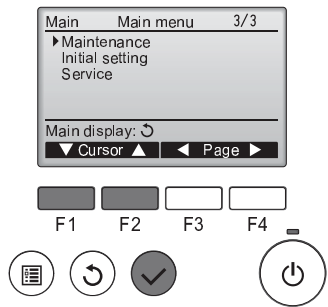 Main Main menu 3/3
Maintenance
Initial setting
Service
Main display:
Cursor Page
F1 F2 F3 F4